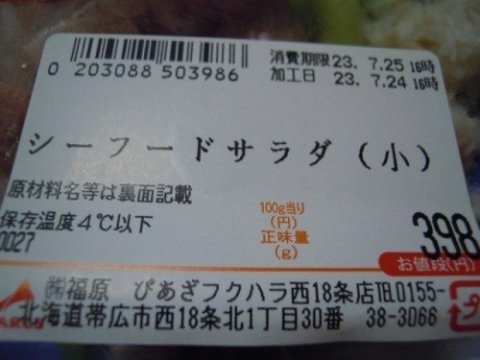 0 203088 503986
消費期限23. 7.25 16時
加工日 23. 7.24 16時
シーフードサラダ(小)
原材料名等は裏面記載
保存温度4℃以下
0027
100g当り
(円)
正味量
(g)
398
お値段(円)
㈱福原 ぴあざフクハラ西18条店TEL0155-
北海道帯広市西18条北1丁目30番 38-3066